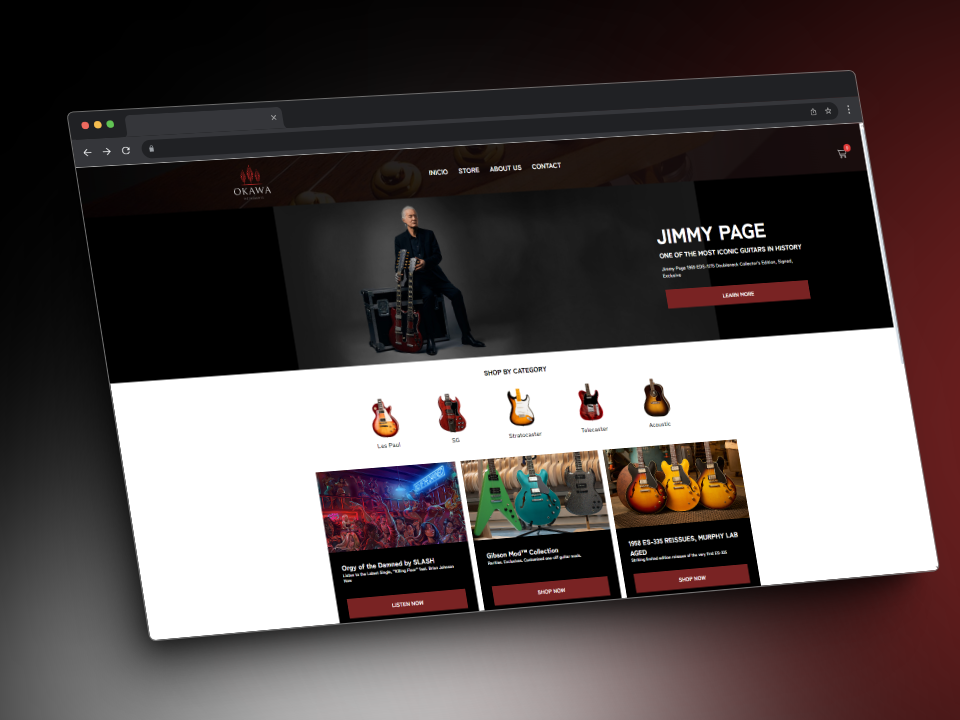 INICIO STORE ABOUT US CONTACT
OKAWA
JIMMY PAGE
ONE OF THE MOST ICONIC GUITARS IN HISTORY
Jimmy Page 1969 EDS-1275 Doubleneck Collector's Edition, Signed,
Exclusive
LEARN MORE
SHOP BY CATEGORY
Les Paul
SG
Stratocaster
Telecaster
Acoustic
Orgy of the Damned by SLASH
Listen to the Latest Single, "Killing Floor" feat. Brian Johnson
Now
LISTEN NOW
Gibson Mod™ Collection
Rarities, Exclusives, Customized one-off guitar mods.
SHOP NOW
1958 ES-335 REISSUES, MURPHY LAB
AGED
Striking limited edition reissues of the very first ES-335
SHOP NOW